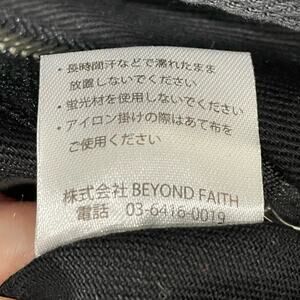 ・長時間汗などで濡れたまま
放置しないでください
・蛍光材を使用しないでください
・アイロン掛けの際はあて布を
ご使用ください
株式会社 BEYOND FAITH
電話 03-6416-0019